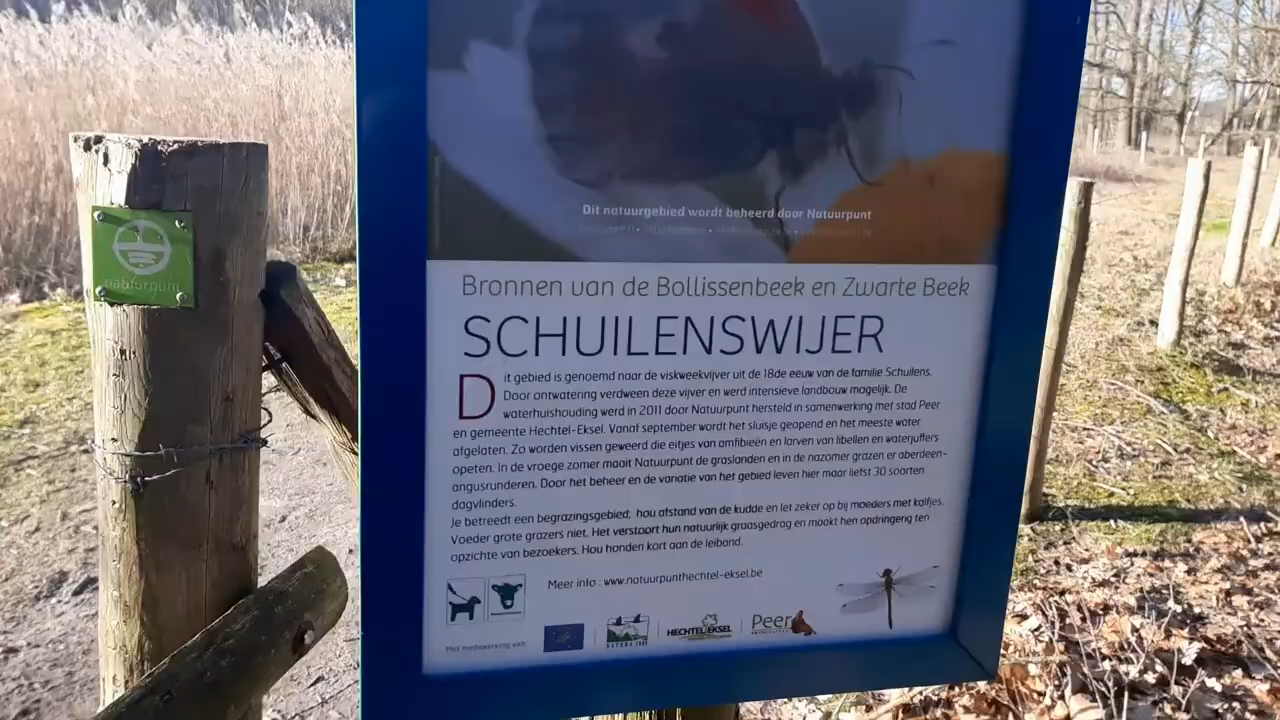 natuurpunt
Dit natuurgebied wordt beheerd door Natuurpunt
Bronnen van de Bollissenbeek en Zwarte Beek
SCHUILENSWIJER
Dit gebied is genoemd naar de viskweekvijver uit de 18de eeuw van de familie Schuilens.
Door ontwatering verdween deze vijver en werd intensieve landbouw mogelijk. De
waterhuishouding werd in 2011 door Natuurpunt hersteld in samenwerking met stad Peer
en gemeente Hechtel-Eksel. Vanaf september wordt het sluisje geopend en het meeste water
afgelaten. Zo worden vissen geweerd die eitjes van amfibieën en larven van libellen en waterjuffers
opeten. In de vroege zomer maait Natuurpunt de graslanden en in de nazomer grazen er aberdeen-
angusrunderen. Door het beheer en de variatie van het gebied leven hier maar liefst 30 soorten
dagvlinders.
Je betreedt een begrazingsgebied; hou afstand van de kudde en let zeker op bij moeders met kalfjes.
Voeder grote grazers niet. Het verstoort hun natuurlijk graasgedrag en maakt hen opdringeng ten
opzichte van bezoekers. Hou honden kort aan de leiband.
Meer info : www.natuurpunthechtel-eksel.be
Met medewerking van:
NATURA 2000
HECHTEL-EKSEL
Peer